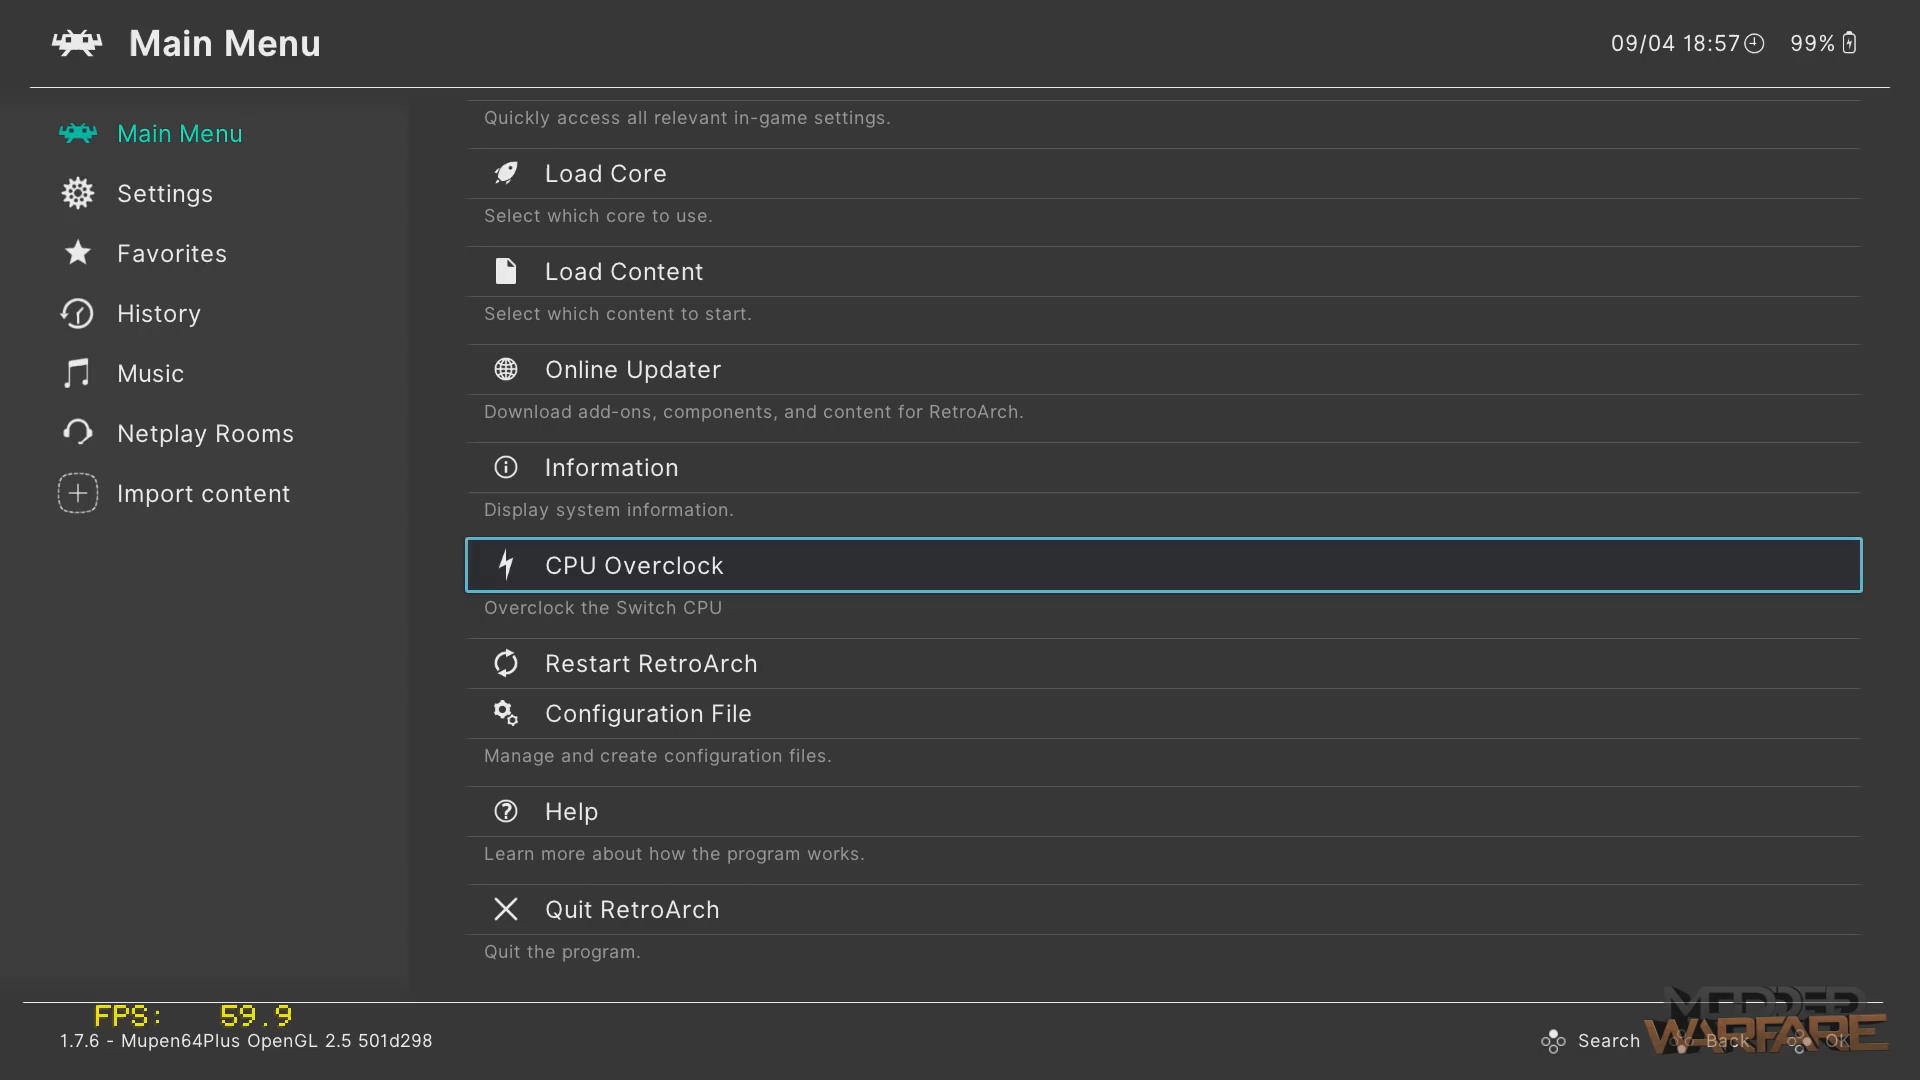 Main Menu
09/04 18:57
99%
Main Menu
Settings
Favorites
History
Music
Netplay Rooms
Import content
Quickly access all relevant in-game settings.
Load Core
Select which core to use.
Load Content
Select which content to start.
Online Updater
Download add-ons, components, and content for RetroArch.
Information
Display system information.
CPU Overclock
Overclock the Switch CPU
Restart RetroArch
Configuration File
Manage and create configuration files.
Help
Learn more about how the program works.
Quit RetroArch
Quit the program.
FPS: 59.9
1.7.6 - Mupen64Plus OpenGL 2.5 501d298
Search
Back
OK
WARFARE